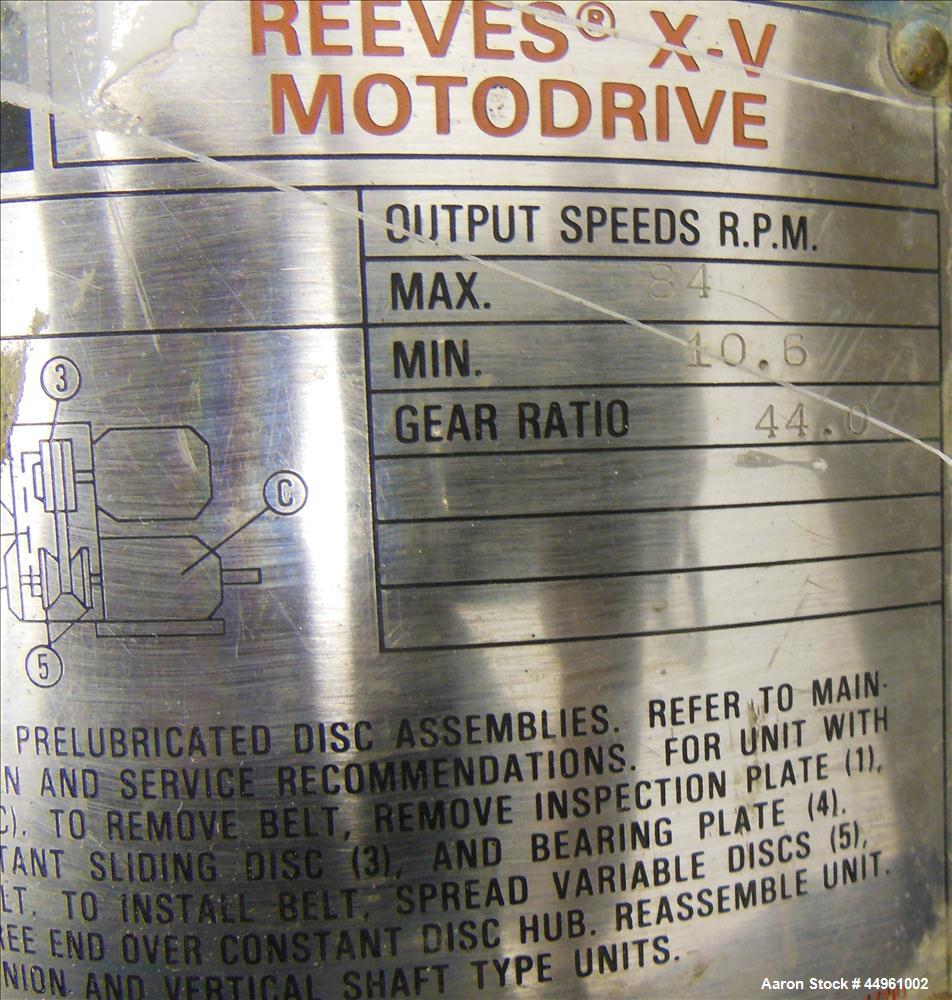 REEVES® X-V
MOTODRIVE
OUTPUT SPEEDS R.P.M.
MAX. 84
MIN. 10.6
GEAR RATIO 44.0
3
C
5
PRELUBRICATED DISC ASSEMBLIES. REFER TO MAIN-
N AND SERVICE RECOMMENDATIONS. FOR UNIT WITH
C). TO REMOVE BELT, REMOVE INSPECTION PLATE (1),
TANT SLIDING DISC (3), AND BEARING PLATE (4).
LT. TO INSTALL BELT, SPREAD VARIABLE DISCS (5),
REE END OVER CONSTANT DISC HUB. REASSEMBLE UNIT.
NION AND VERTICAL SHAFT TYPE UNITS.
Aaron Stock # 44961002